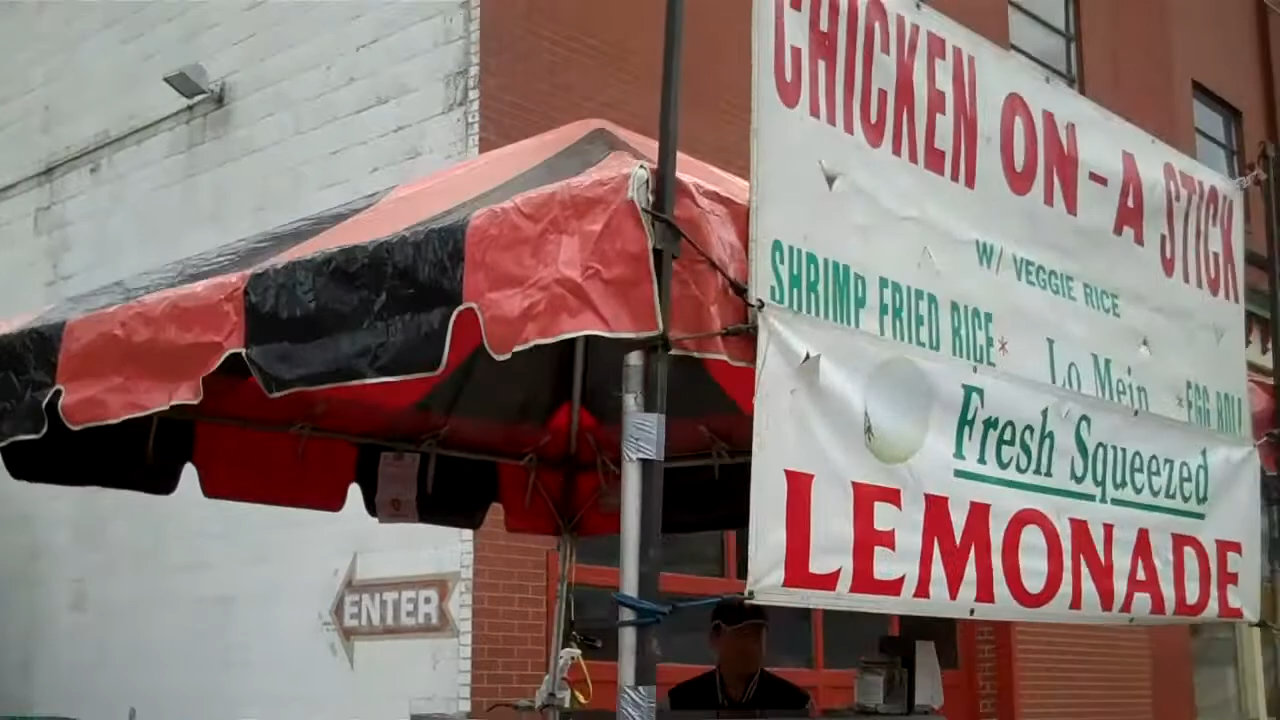 CHICKEN ON-A STICK
W/ VEGGIE RICE
SHRIMP FRIED RICE*
Lo Mein
*EGG ROLL
Fresh Squeezed
LEMONADE
ENTER